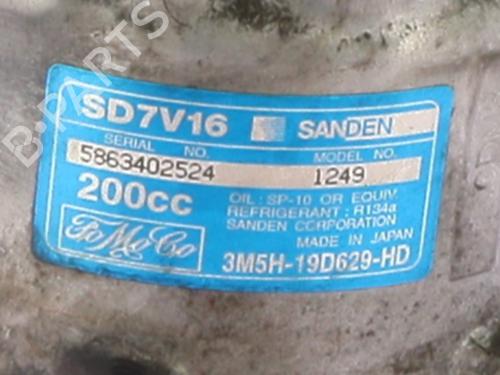 B-PARTS
SD7V16 SANDEN
SERIAL NO. MODEL NO.
5863402524 1249
200cc
OIL : SP-10 OR EQUIV.
REFRIGERANT : R134a
SANDEN CORPORATION
MADE IN JAPAN
FoMoCo
3M5H-19D629-HD